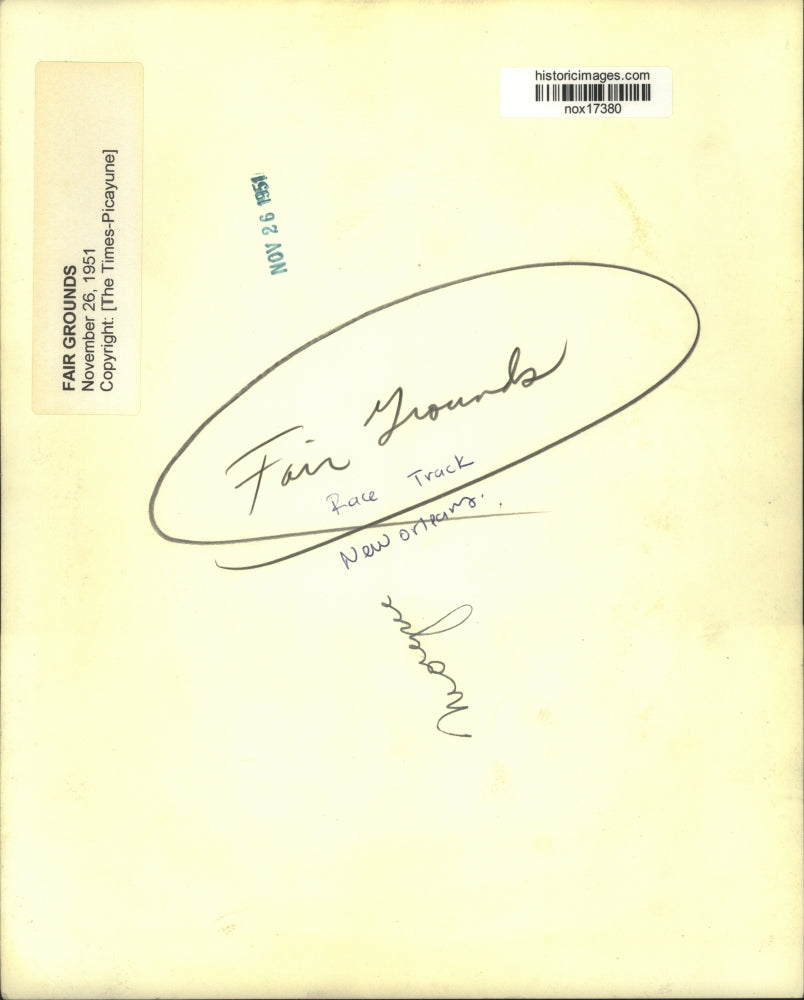 historicimages.com
nox17380
FAIR GROUNDS
November 26, 1951
Copyright: [The Times-Picayune]
NOV 26 1951
Fair Grounds
Race Track
New orleans.